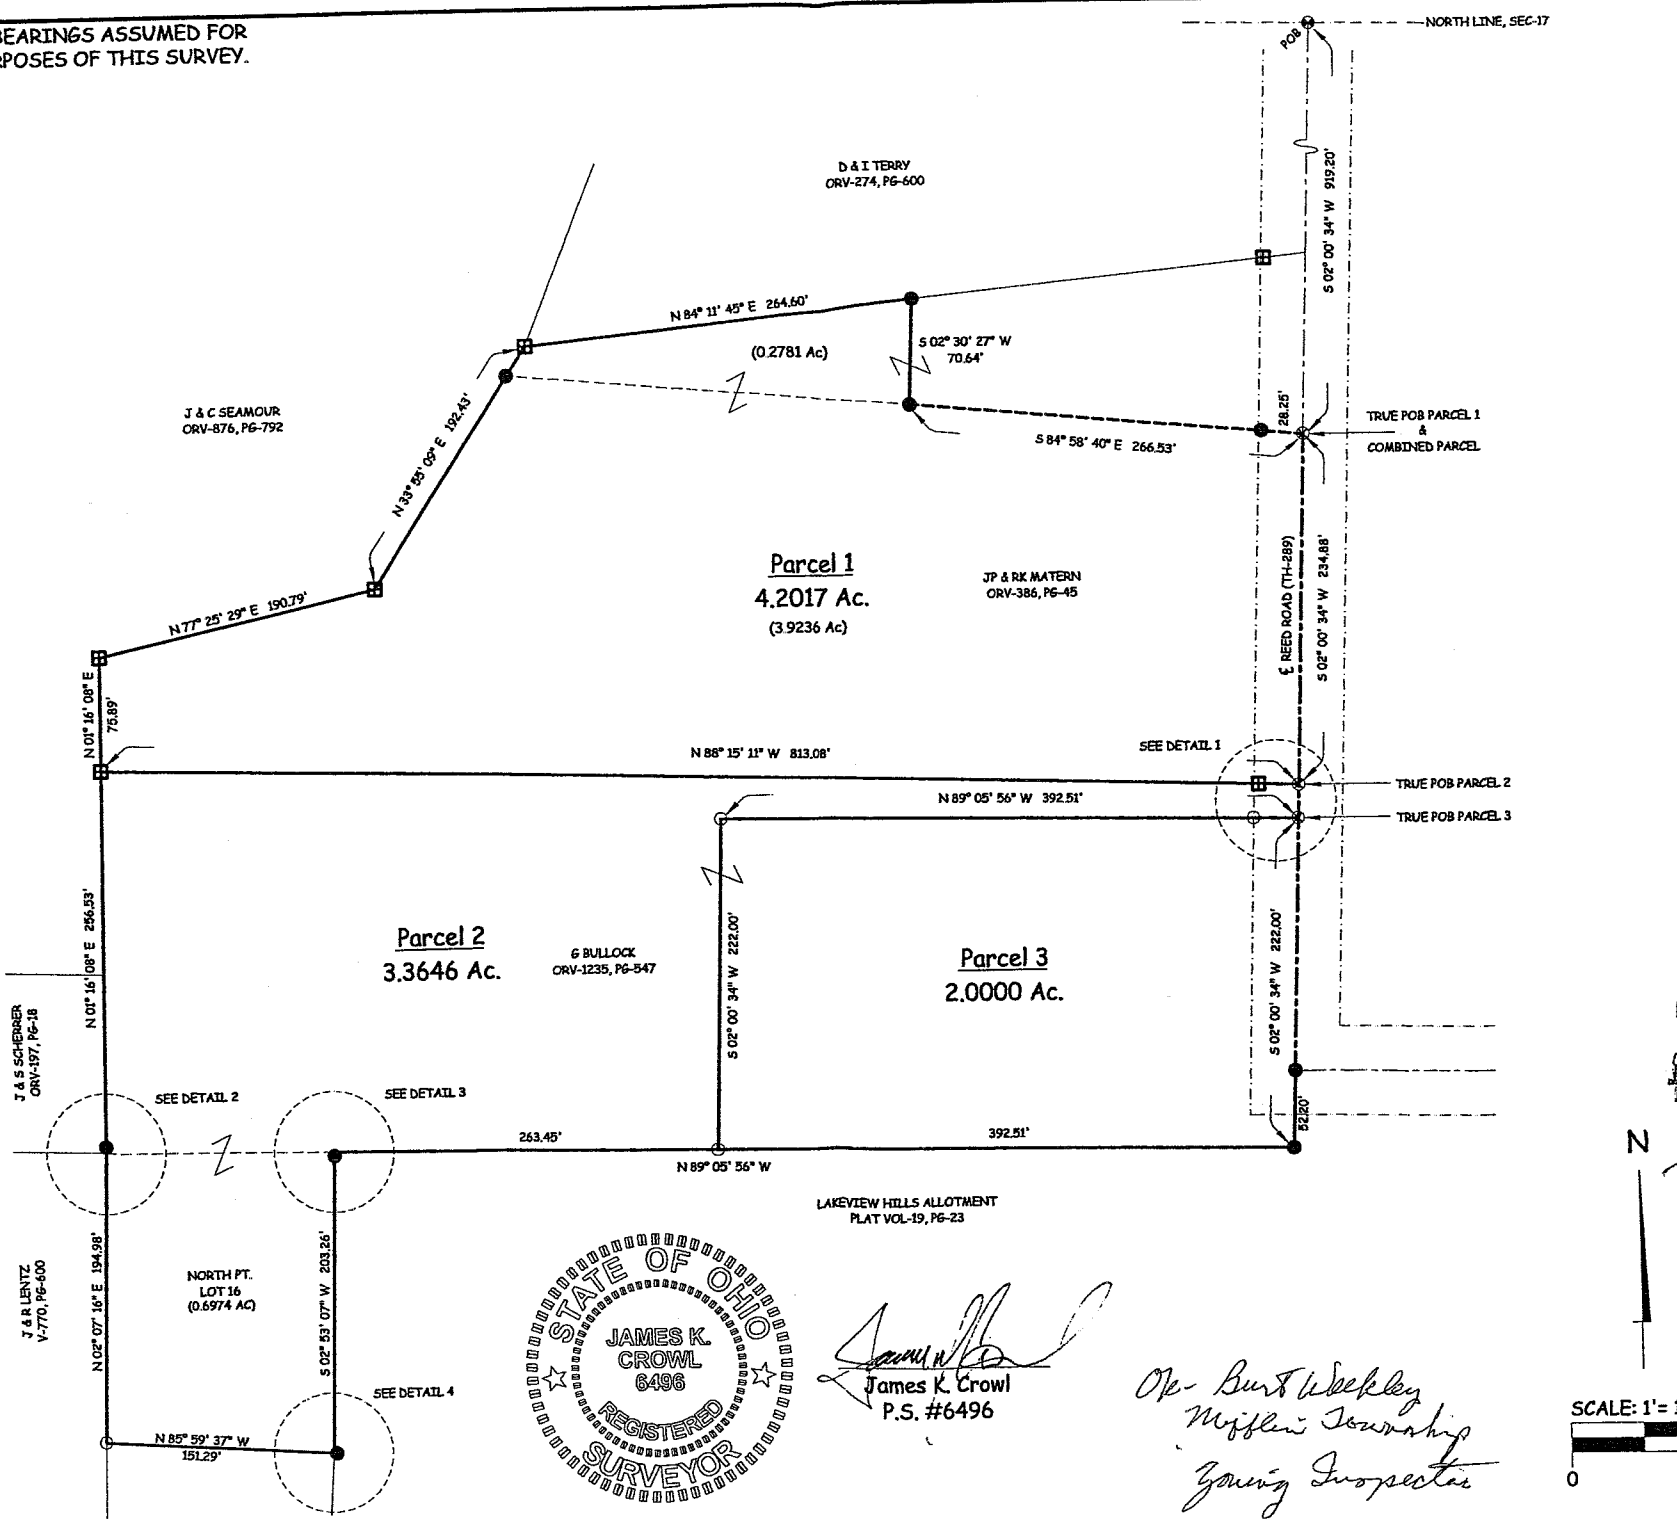 BEARINGS ASSUMED FOR
RPOSES OF THIS SURVEY.
NORTH LINE, SEC-17
POB
S 02° 00' 34" W 919.20'
D & I TERRY
ORV-274, PG-600
N 84° 11' 45" E 264.60'
(0.2781 Ac)
S 02° 30' 27" W
70.64'
J & C SEAMOUR
ORV-876, PG-792
N 33° 55' 09" E 192.43'
28.25'
TRUE POB PARCEL 1
&
COMBINED PARCEL
S 84° 58' 40" E 266.53'
Parcel 1
4.2017 Ac.
(3.9236 Ac)
JP & RK MATERN
ORV-386, PG-45
℄ REED ROAD (TH-289)
S 02° 00' 34" W 234.88'
N 77° 25' 29" E 190.79'
N 01° 16' 08" E
75.89'
N 88° 15' 11" W 813.08'
SEE DETAIL 1
TRUE POB PARCEL 2
N 89° 05' 56" W 392.51'
TRUE POB PARCEL 3
N 01° 16' 08" E 256.53'
Parcel 2
3.3646 Ac.
G BULLOCK
ORV-1235, PG-547
S 02° 00' 34" W 222.00'
Parcel 3
2.0000 Ac.
S 02° 00' 34" W 222.00'
J & S SCHERRER
ORV-197, PG-18
SEE DETAIL 2
SEE DETAIL 3
52.20'
263.45'
392.51'
N 89° 05' 56" W
N
LAKEVIEW HILLS ALLOTMENT
PLAT VOL-19, PG-23
J & R LENTZ
V-770, PG-600
N 02° 07' 16" E 194.98'
NORTH PT.
LOT 16
(0.6974 AC)
S 02° 53' 07" W 203.26'
SEE DETAIL 4
N 85° 59' 37" W
151.29'
STATE OF OHIO
JAMES K.
CROWL
6496
REGISTERED
SURVEYOR
James K. Crowl
P.S. #6496
Ok- Burt Weekley
Mifflin Township
Zoning Inspector
SCALE: 1'= 1
0